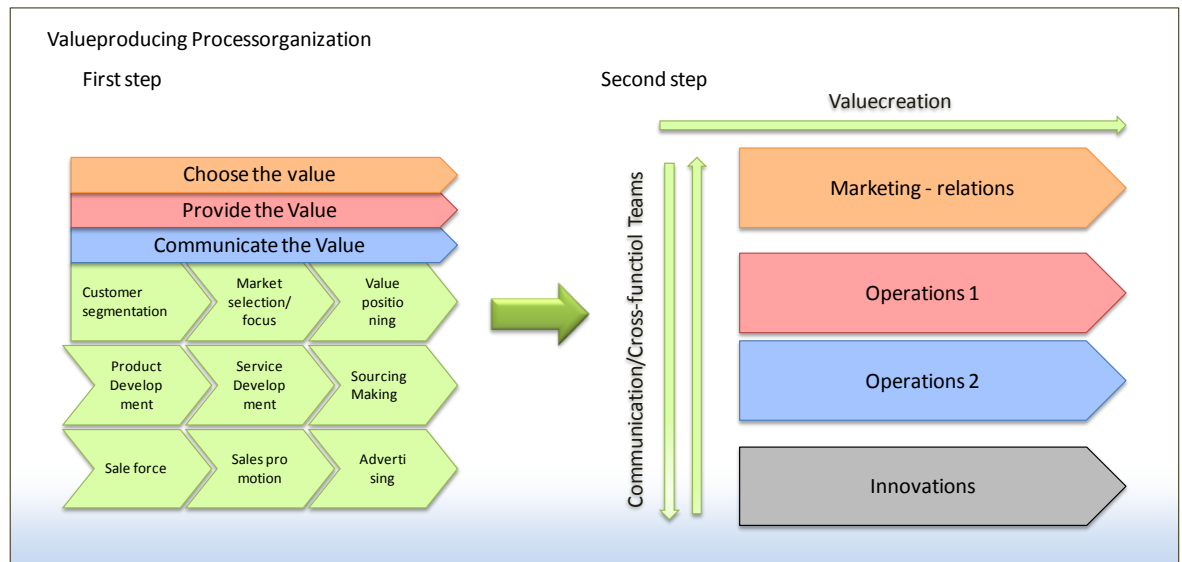 Valueproducing Processorganization
First step
Choose the value
Provide the Value
Communicate the Value
Customer
segmentation
Market
selection/
focus
Value
positio
ning
Product
Develop
ment
Service
Develop
ment
Sourcing
Making
Sale force
Sales pro
motion
Adverti
sing
Second step
Valuecreation
Communication/Cross-functiol Teams
Marketing - relations
Operations 1
Operations 2
Innovations